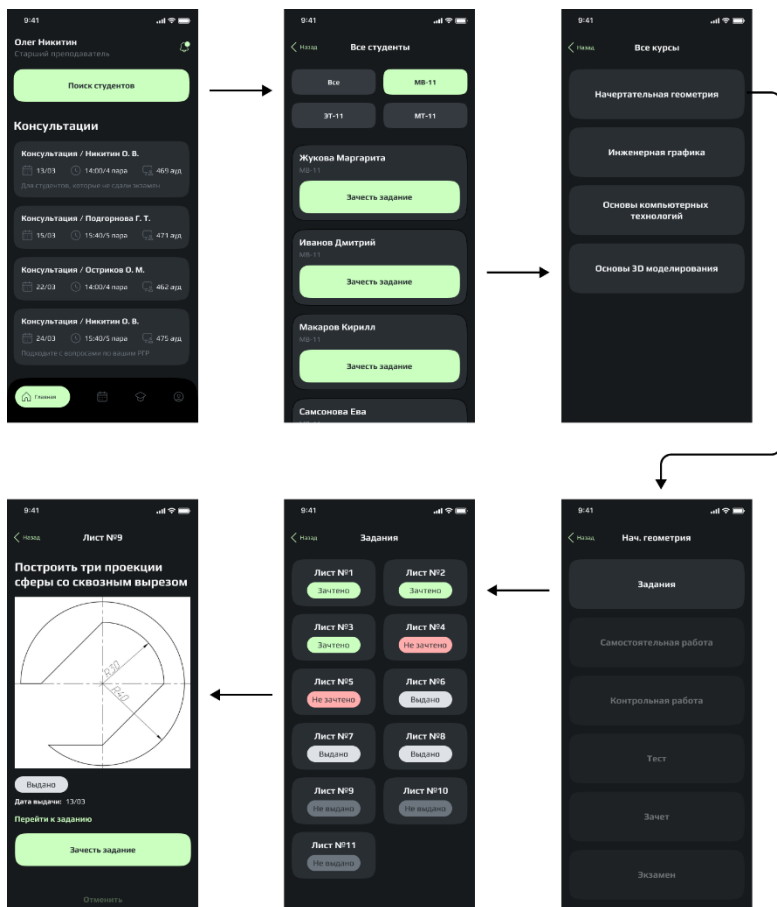 9:41
Олег Никитин
Старший преподаватель
Поиск студентов
Консультации
Консультация / Никитин О. В.
13/03 14:00/4 пара 469 ауд.
Для студентов, которые не сдали экзамен
Консультация / Подгорнова Г. Т.
15/03 15:40/5 пара 471 ауд.
Консультация / Остриков О. М.
22/03 14:00/4 пара 462 ауд.
Консультация / Никитин О. В.
24/03 15:40/5 пара 475 ауд.
Подходите с вопросами по вашим РГР
Главная
9:41
Назад Все студенты
Все МВ-11
ЭТ-11 МТ-11
Жукова Маргарита
МВ-11
Зачесть задание
Иванов Дмитрий
МВ-11
Зачесть задание
Макаров Кирилл
МВ-11
Зачесть задание
Самсонова Ева
9:41
Назад Все курсы
Начертательная геометрия
Инженерная графика
Основы компьютерных
технологий
Основы 3D моделирования
9:41
Назад Нач. геометрия
Задания
Самостоятельная работа
Контрольная работа
Тест
Зачет
Экзамен
9:41
Назад Задания
Лист №1 Лист №2
Зачтено Зачтено
Лист №3 Лист №4
Зачтено Не зачтено
Лист №5 Лист №6
Не зачтено Выдано
Лист №7 Лист №8
Выдано Выдано
Лист №9 Лист №10
Не выдано Не выдано
Лист №11
Не выдано
9:41
Назад Лист №9
Построить три проекции
сферы со сквозным вырезом
R30
R40
Выдано
Дата выдачи: 13/03
Перейти к заданию
Зачесть задание
Отменить